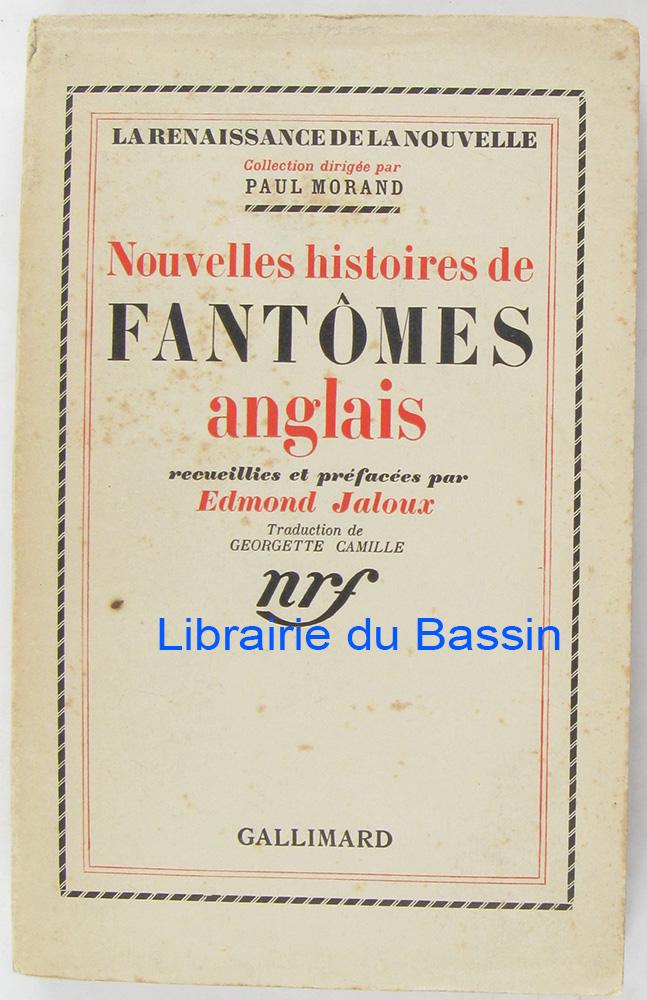 LA RENAISSANCE DE LA NOUVELLE
Collection dirigée par
PAUL MORAND
Nouvelles histoires de
FANTÔMES
anglais
recueillies et préfacées par
Edmond Jaloux
Traduction de
GEORGETTE CAMILLE
nrf
Librairie du Bassin
GALLIMARD